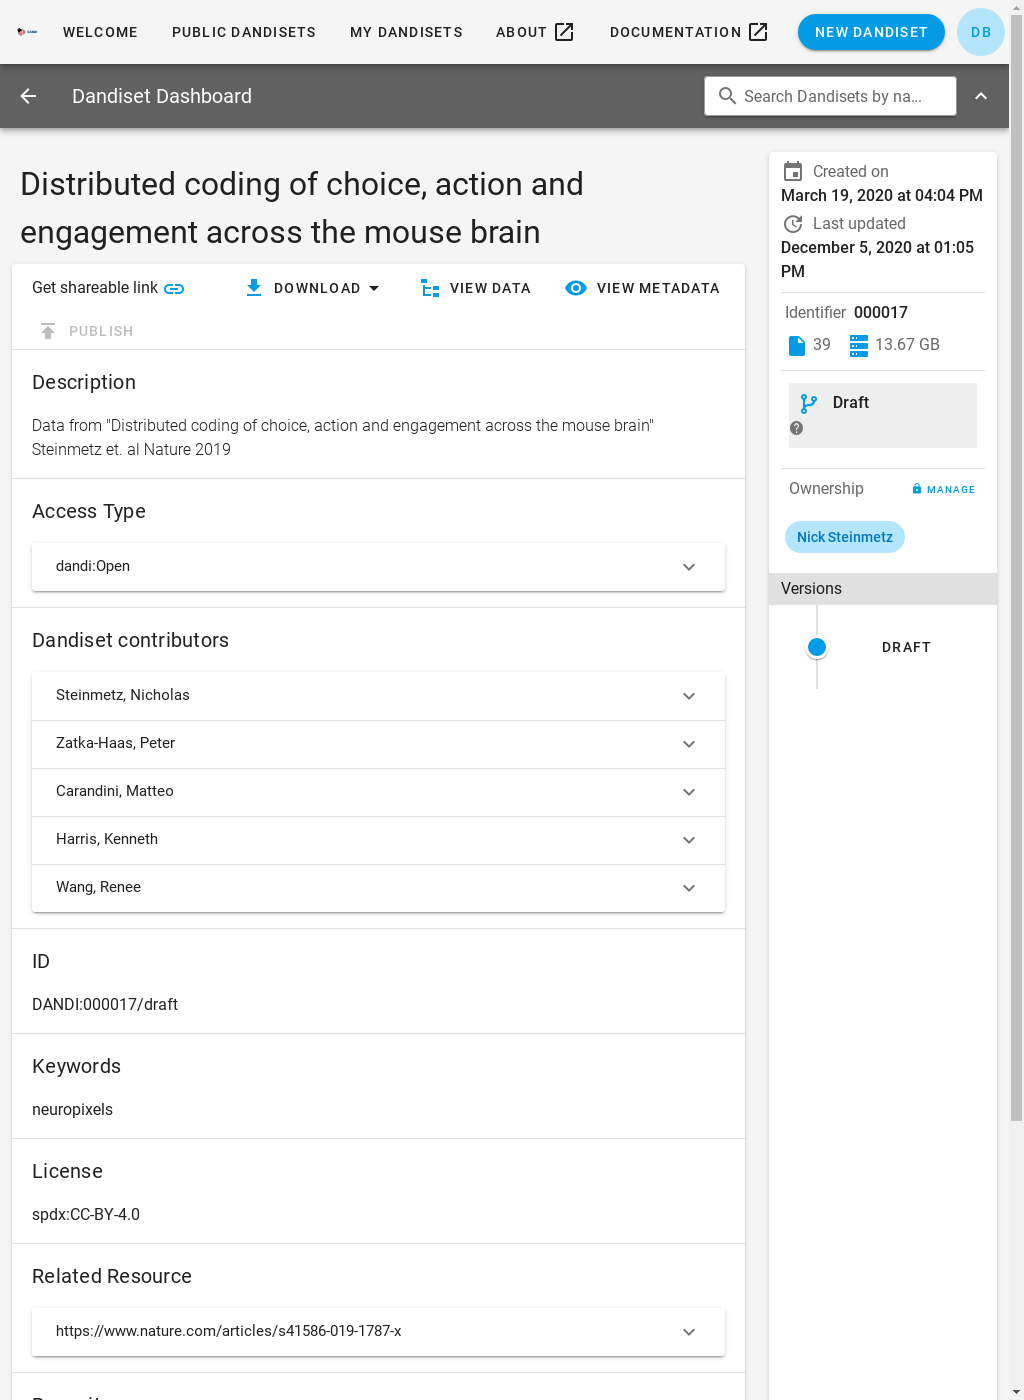 WELCOME PUBLIC DANDISETS MY DANDISETS ABOUT DOCUMENTATION NEW DANDISET DB
Dandiset Dashboard Search Dandisets by na...
Distributed coding of choice, action and
engagement across the mouse brain
Get shareable link DOWNLOAD VIEW DATA VIEW METADATA
PUBLISH
Description
Data from "Distributed coding of choice, action and engagement across the mouse brain"
Steinmetz et. al Nature 2019
Access Type
dandi:Open
Dandiset contributors
Steinmetz, Nicholas
Zatka-Haas, Peter
Carandini, Matteo
Harris, Kenneth
Wang, Renee
ID
DANDI:000017/draft
Keywords
neuropixels
License
spdx:CC-BY-4.0
Related Resource
https://www.nature.com/articles/s41586-019-1787-x
Created on
March 19, 2020 at 04:04 PM
Last updated
December 5, 2020 at 01:05
PM
Identifier 000017
39 13.67 GB
Draft
Ownership MANAGE
Nick Steinmetz
Versions
DRAFT